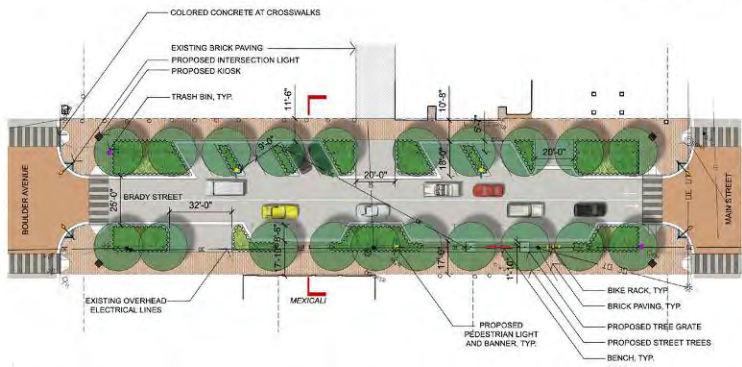 COLORED CONCRETE AT CROSSWALKS
EXISTING BRICK PAVING
PROPOSED INTERSECTION LIGHT
PROPOSED KIOSK
TRASH BIN, TYP.
11'-6"
10'-8"
18'-0"
20'-0"
20'-0"
BOULDER AVENUE
BRADY STREET
25'-0"
32'-0"
MAIN STREET
EXISTING OVERHEAD
ELECTRICAL LINES
MEXICALI
PROPOSED
PEDESTRIAN LIGHT
AND BANNER, TYP.
BIKE RACK, TYP.
BRICK PAVING, TYP.
PROPOSED TREE GRATE
PROPOSED STREET TREES
BENCH, TYP.